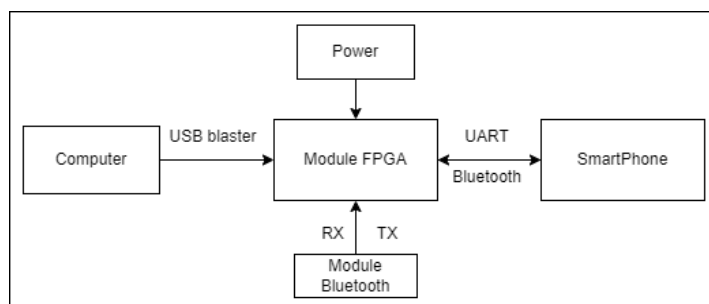 Power
USB blaster
UART
Computer
Module FPGA
SmartPhone
Bluetooth
RX TX
Module
Bluetooth